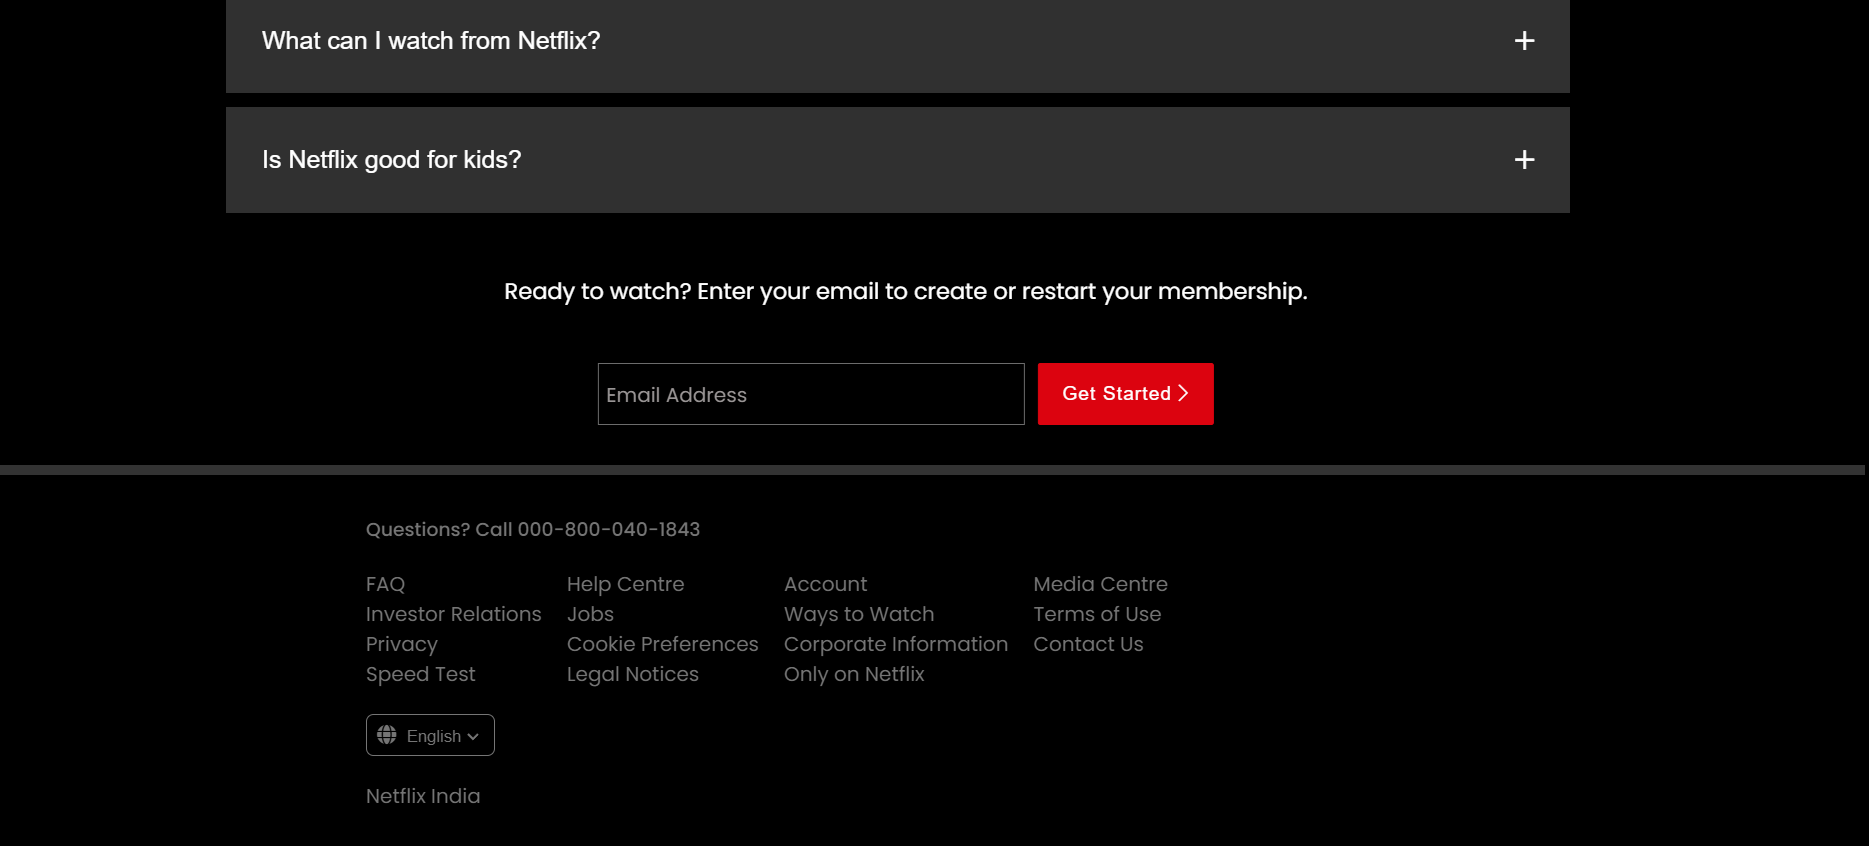 What can I watch from Netflix?
Is Netflix good for kids?
Ready to watch? Enter your email to create or restart your membership.
Email Address
Get Started
Questions? Call 000-800-040-1843
FAQ Help Centre Account Media Centre
Investor Relations Jobs Ways to Watch Terms of Use
Privacy Cookie Preferences Corporate Information Contact Us
Speed Test Legal Notices Only on Netflix
English
Netflix India